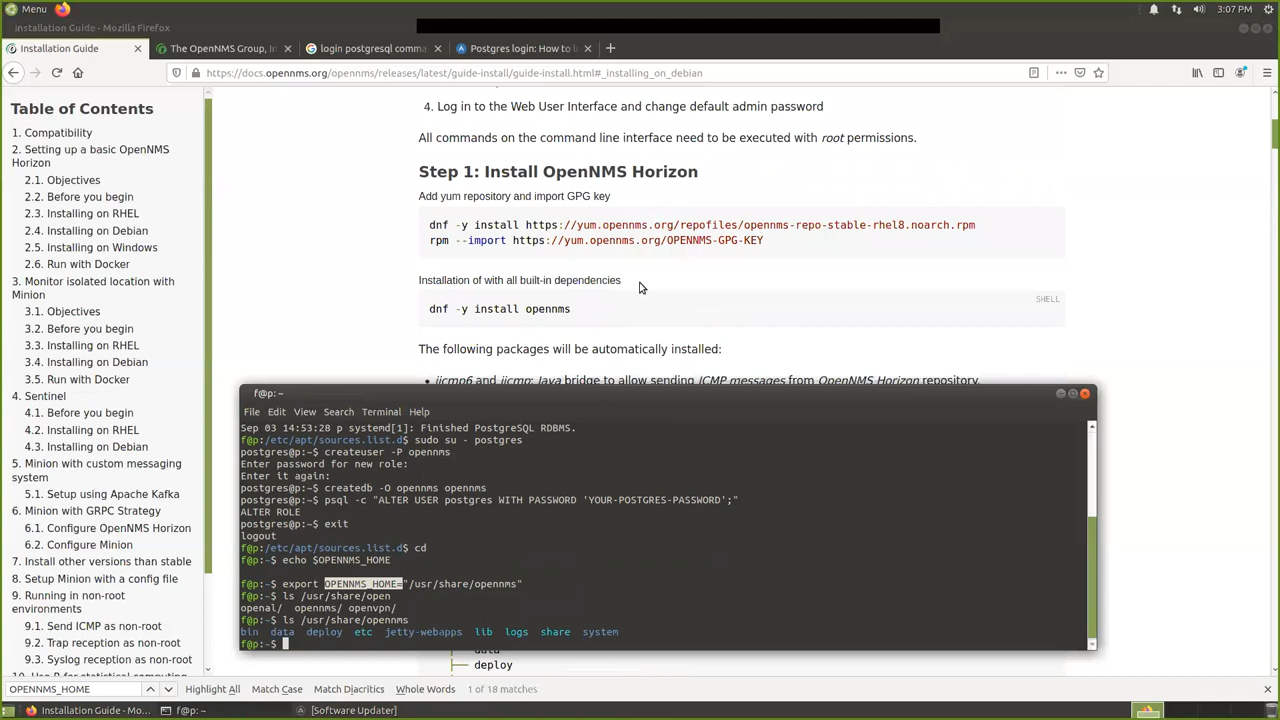 Menu
3:07 PM
Installation Guide - Mozilla Firefox
Installation Guide
The OpenNMS Group, In
login postgresql comma
Postgres login: How to l
https://docs.opennms.org/opennms/releases/latest/guide-install/guide-install.html#_installing_on_debian
Table of Contents
1. Compatibility
2. Setting up a basic OpenNMS
Horizon
2.1. Objectives
2.2. Before you begin
2.3. Installing on RHEL
2.4. Installing on Debian
2.5. Installing on Windows
2.6. Run with Docker
3. Monitor isolated location with
Minion
3.1. Objectives
3.2. Before you begin
3.3. Installing on RHEL
3.4. Installing on Debian
3.5. Run with Docker
4. Sentinel
4.1. Before you begin
4.2. Installing on RHEL
4.3. Installing on Debian
5. Minion with custom messaging
system
5.1. Setup using Apache Kafka
6. Minion with GRPC Strategy
6.1. Configure OpenNMS Horizon
6.2. Configure Minion
7. Install other versions than stable
8. Setup Minion with a config file
9. Running in non-root
environments
9.1. Send ICMP as non-root
9.2. Trap reception as non-root
9.3. Syslog reception as non-root
10. Use R for statistical computing
4. Log in to the Web User Interface and change default admin password
All commands on the command line interface need to be executed with root permissions.
Step 1: Install OpenNMS Horizon
Add yum repository and import GPG key
dnf -y install https://yum.opennms.org/repofiles/opennms-repo-stable-rhel8.noarch.rpm
rpm --import https://yum.opennms.org/OPENNMS-GPG-KEY
Installation of with all built-in dependencies
SHELL
dnf -y install opennms
The following packages will be automatically installed:
• jicmp6 and jicmp: Java bridge to allow sending ICMP messages from OpenNMS Horizon repository.
f@p: ~
File Edit View Search Terminal Help
Sep 03 14:53:28 p systemd[1]: Finished PostgreSQL RDBMS.
f@p:/etc/apt/sources.list.d$ sudo su - postgres
postgres@p:~$ createuser -P opennms
Enter password for new role:
Enter it again:
postgres@p:~$ createdb -O opennms opennms
postgres@p:~$ psql -c "ALTER USER postgres WITH PASSWORD 'YOUR-POSTGRES-PASSWORD';"
ALTER ROLE
postgres@p:~$ exit
logout
f@p:/etc/apt/sources.list.d$ cd
f@p:~$ echo $OPENNMS_HOME
f@p:~$ export OPENNMS_HOME="/usr/share/opennms"
f@p:~$ ls /usr/share/open
openal/ opennms/ openvpn/
f@p:~$ ls /usr/share/opennms
bin data deploy etc jetty-webapps lib logs share system
f@p:~$
├── deploy
OPENNMS_HOME
Highlight All
Match Case
Match Diacritics
Whole Words
1 of 18 matches
Installation Guide - Mo...
f@p: ~
[Software Updater]